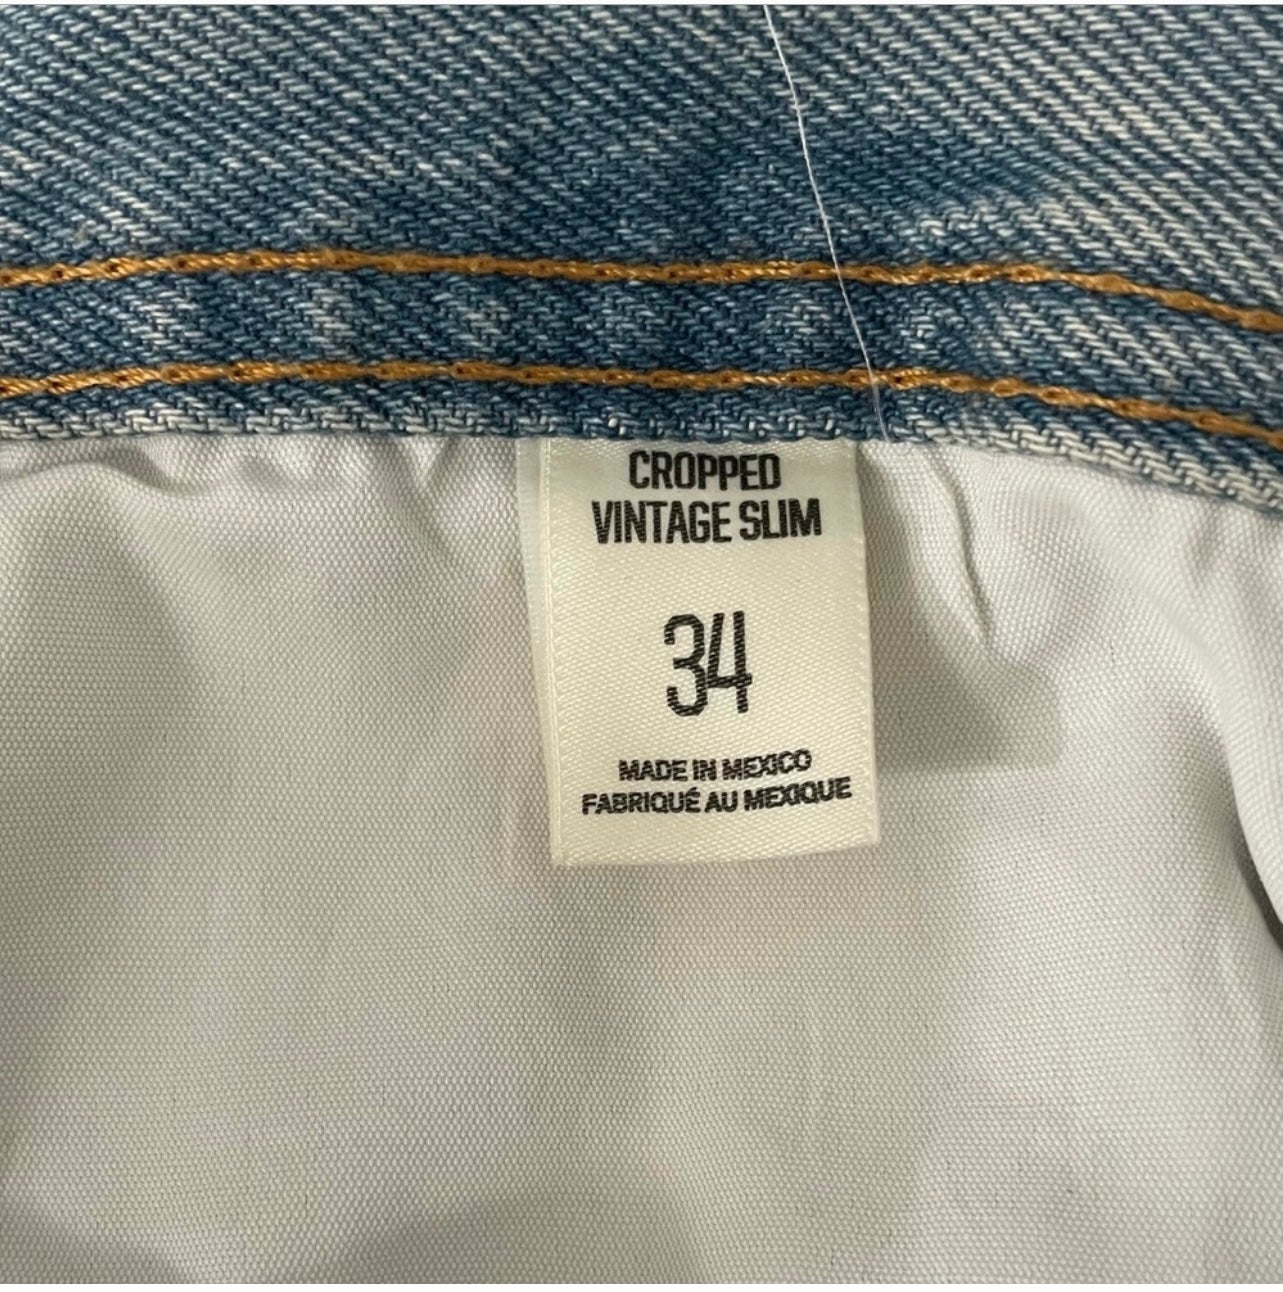 CROPPED
VINTAGE SLIM
34
MADE IN MEXICO
FABRIQUÉ AU MEXIQUE